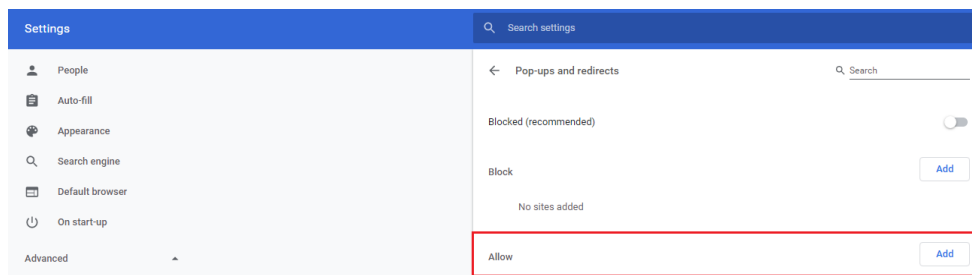 Settings
Search settings
People
Auto-fill
Appearance
Search engine
Default browser
On start-up
Advanced
Pop-ups and redirects
Search
Blocked (recommended)
Block
Add
No sites added
Allow
Add